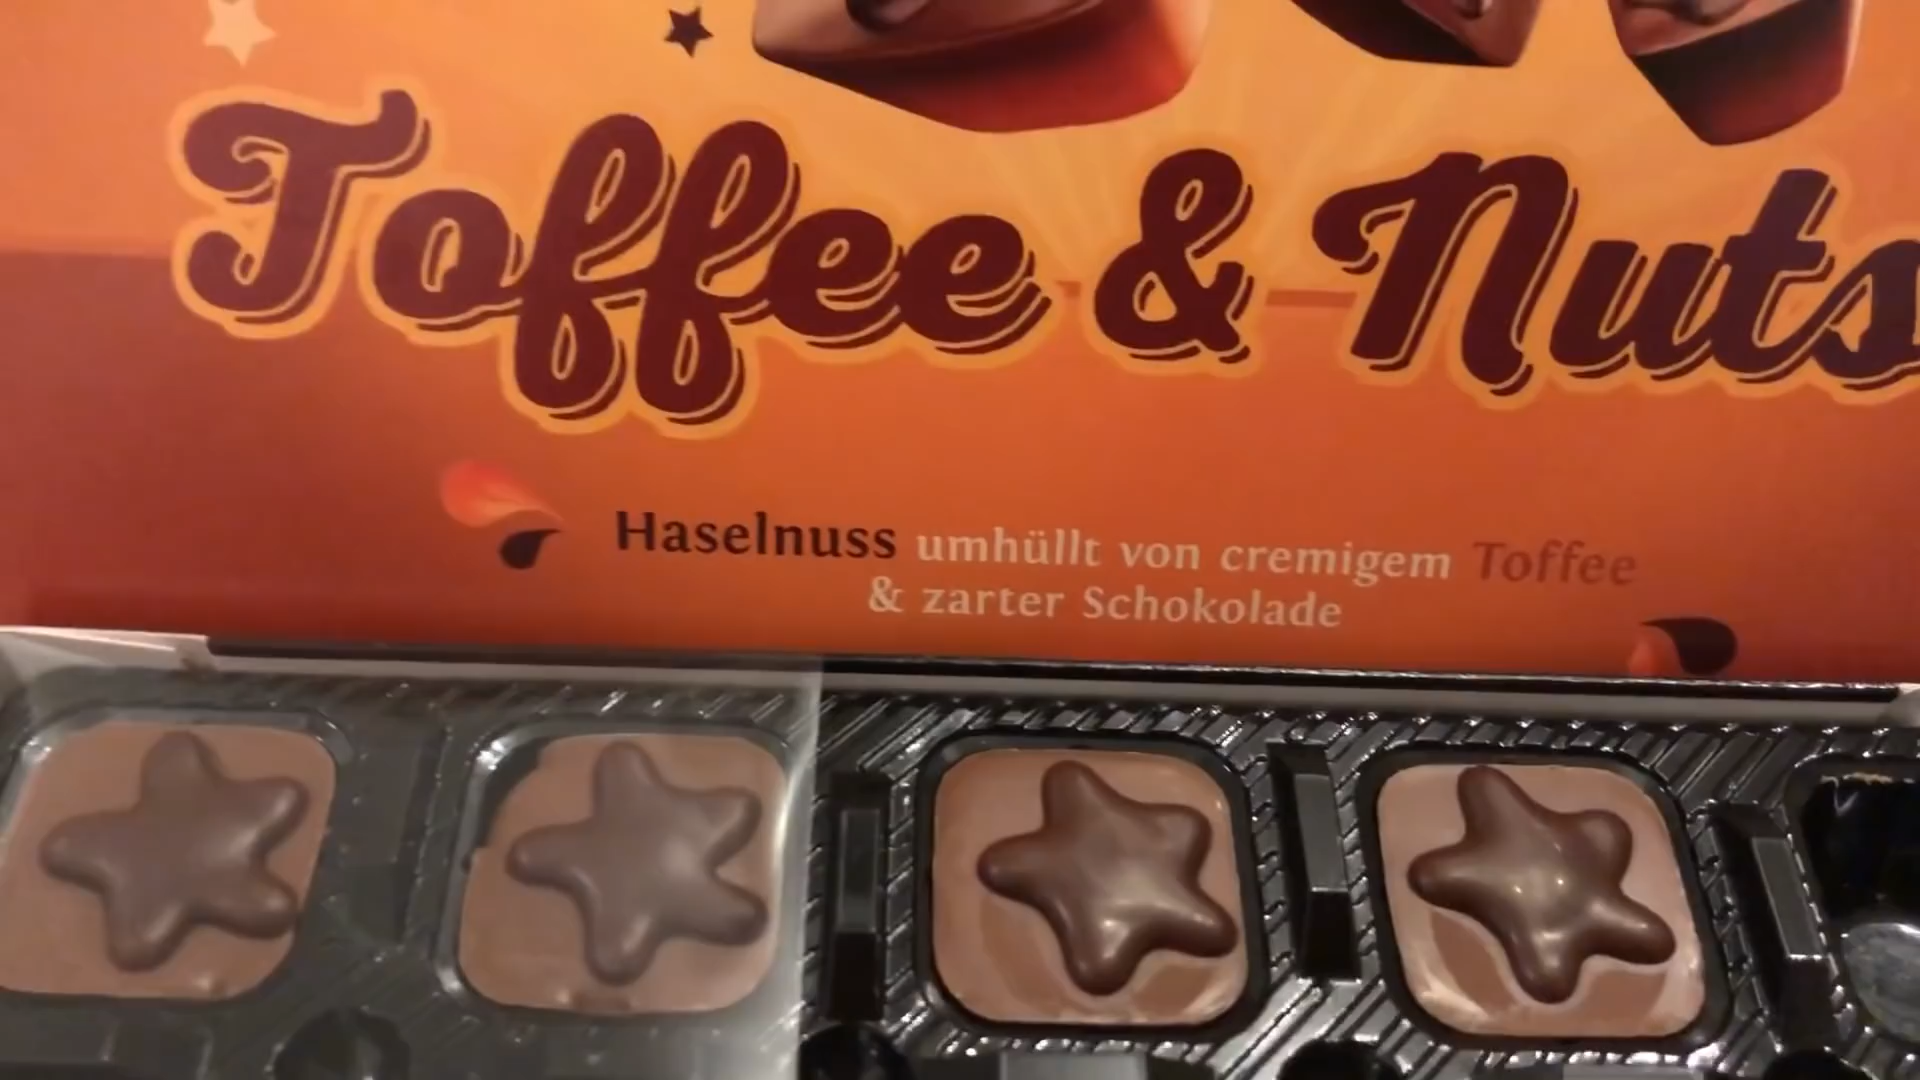 Toffee & Nuts
Haselnuss umhüllt von cremigem Toffee
& zarter Schokolade